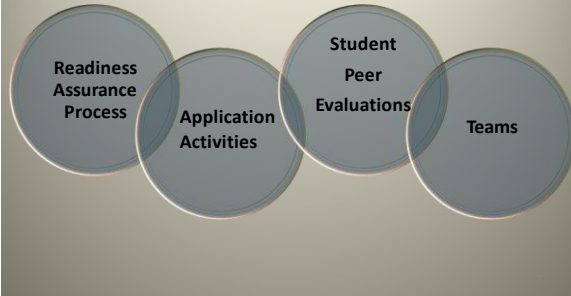 Readiness
Assurance
Process
Application
Activities
Student
Peer
Evaluations
Teams